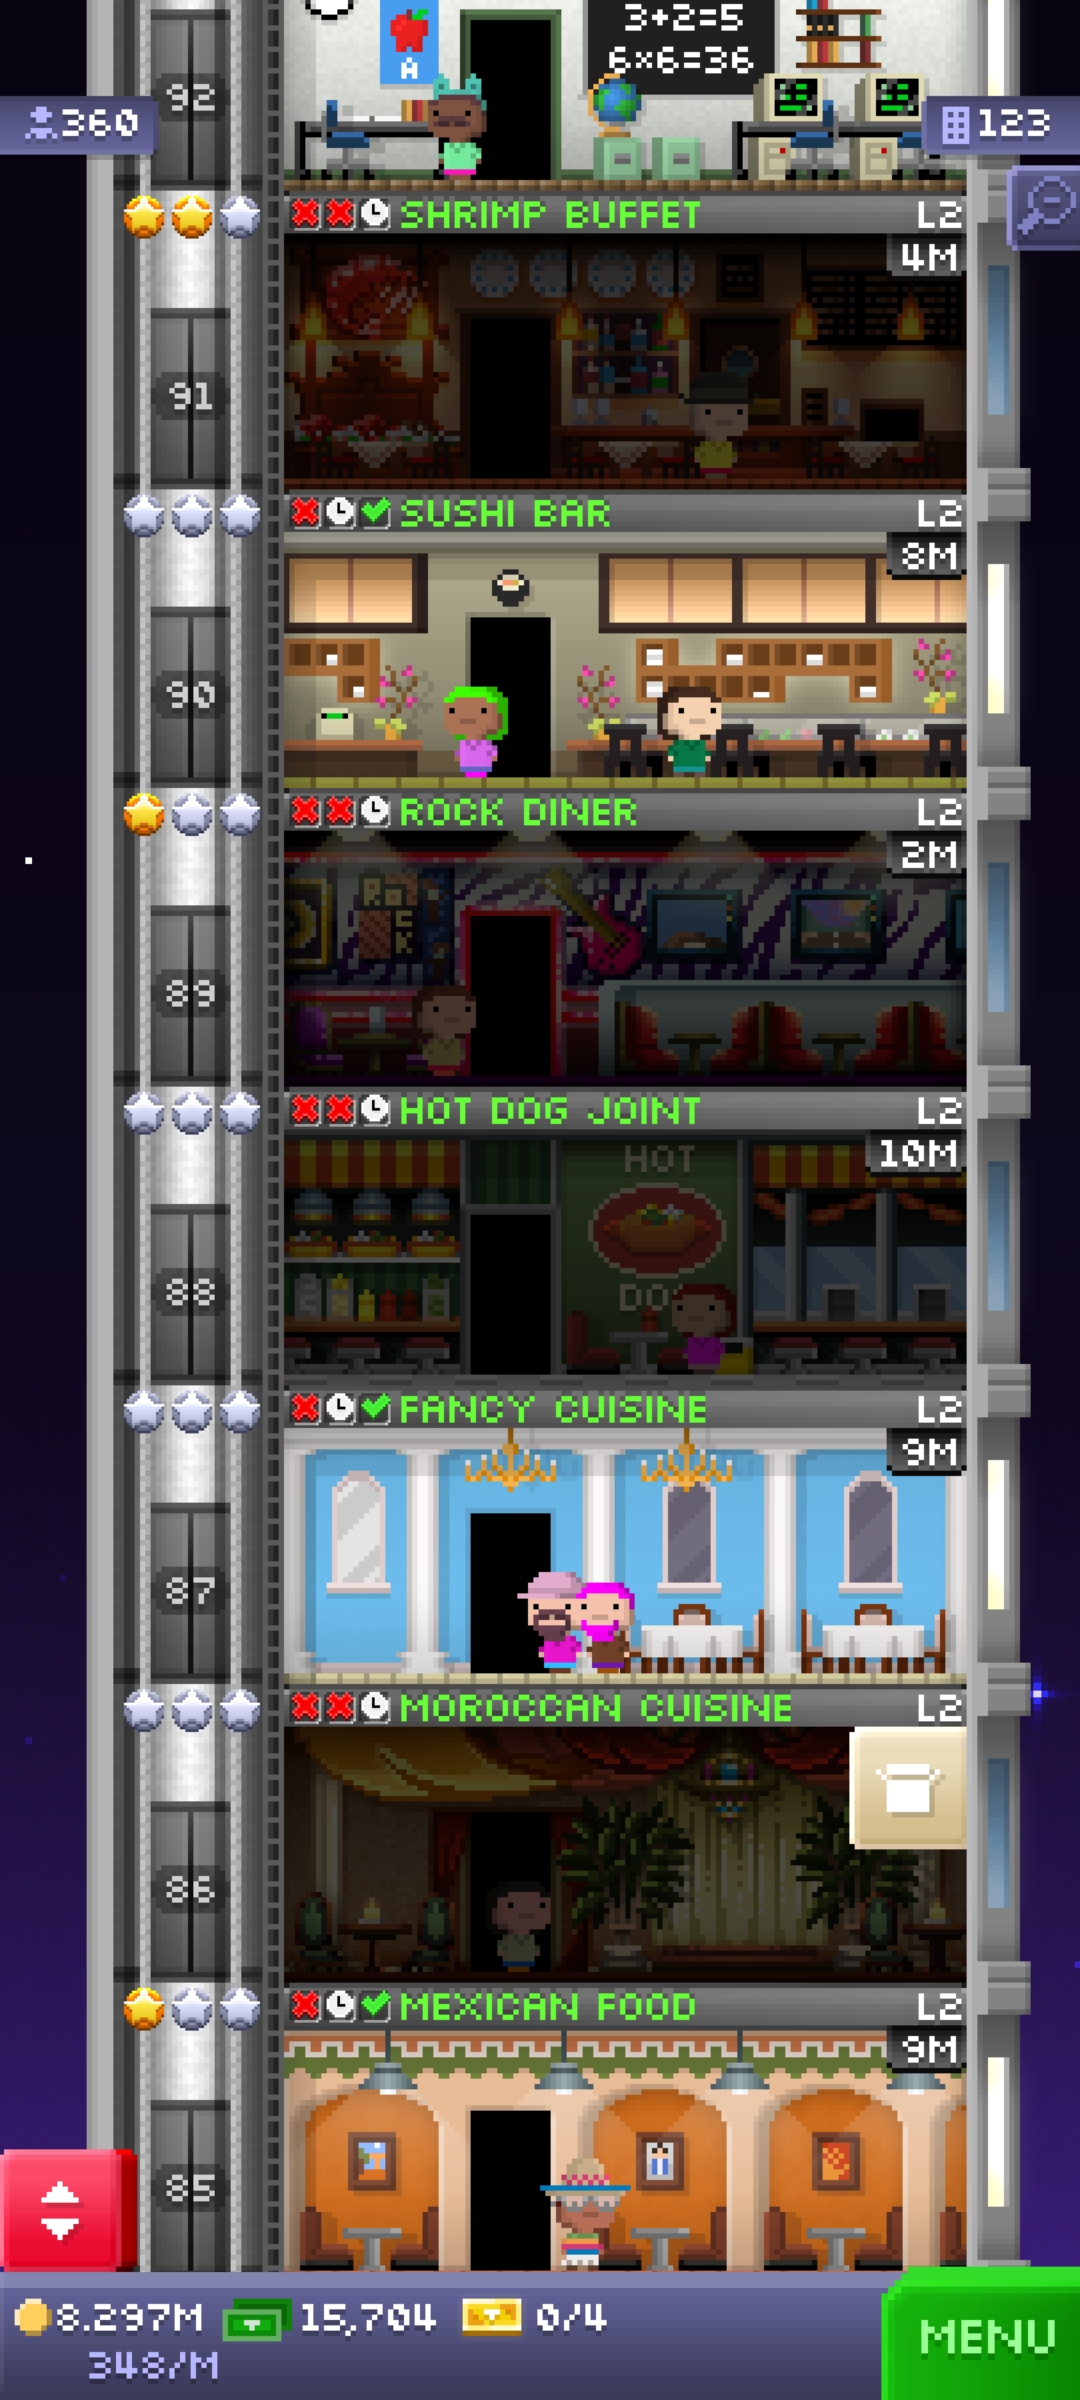 3+2=5
6×6=36
A
92
360
123
SHRIMP BUFFET L2
4M
91
SUSHI BAR L2
8M
90
ROCK DINER L2
2M
ROCK
89
HOT DOG JOINT L2
10M
HOT
DOG
88
FANCY CUISINE L2
9M
87
MOROCCAN CUISINE L2
86
MEXICAN FOOD L2
9M
85
8.297M 15,704 0/4
348/M
MENU